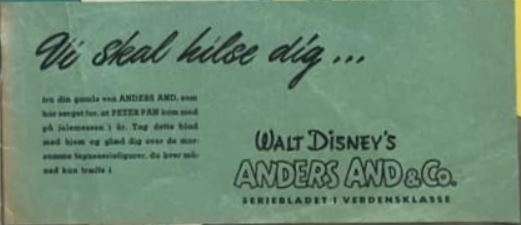 Vi skal hilse dig ...
fra din gamle ven ANDERS AND, som
har sørget for, at PETER PAN kom med
på julemessen i år. Tag dette blad
med hjem og glæd dig over de mor-
somme tegneseriefigurer, du hver må-
ned kan træffe i
WALT DISNEY'S
ANDERS AND & Co.
SERIEBLADET I VERDENSKLASSE